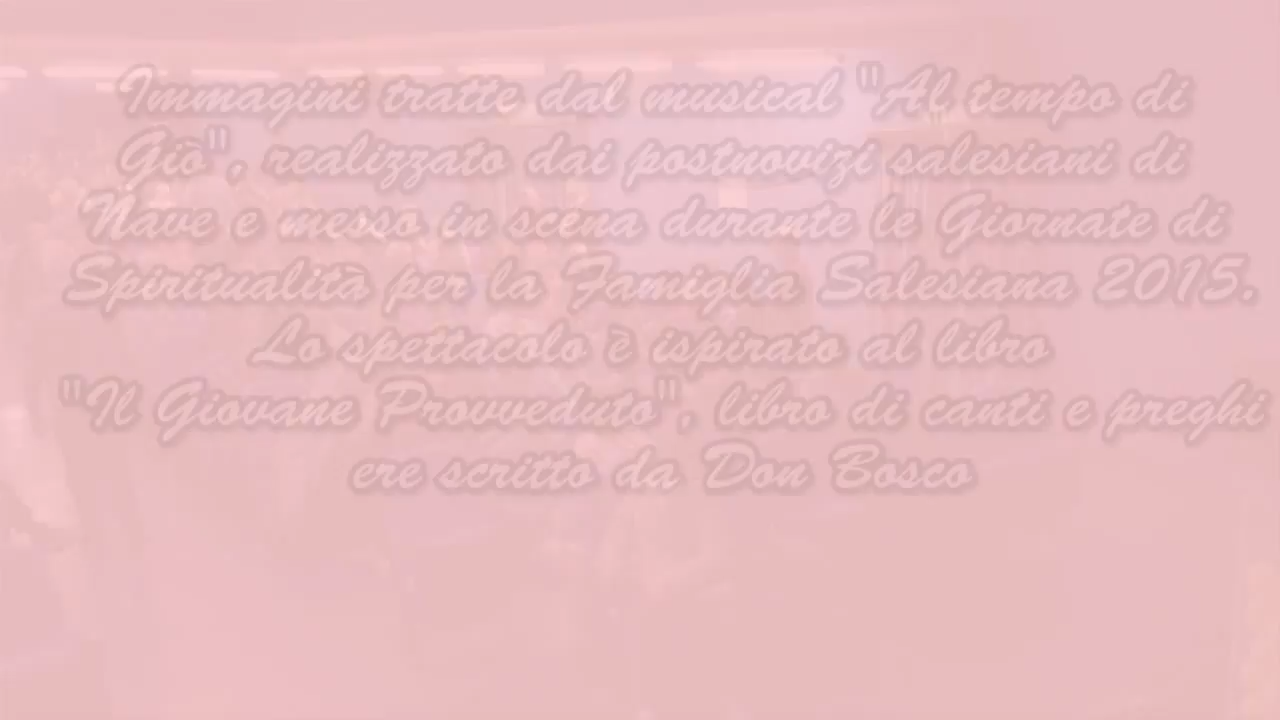 Immagini tratte dal musical "Al tempo di
Giò", realizzato dai postnovizi salesiani di
Nave e messo in scena durante le Giornate di
Spiritualità per la Famiglia Salesiana 2015.
Lo spettacolo è ispirato al libro
"Il Giovane Provveduto", libro di canti e preghi
ere scritto da Don Bosco